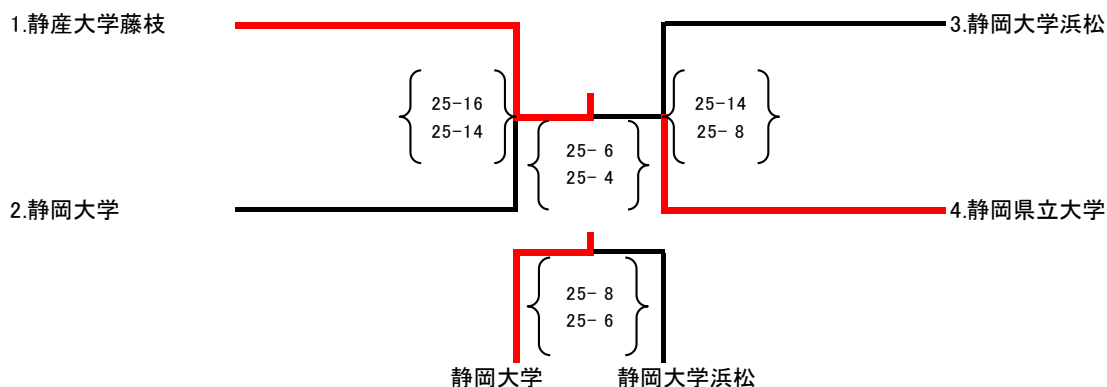 1.静産大学藤枝
3.静岡大学浜松
25-16
25-14
25-14
25- 8
25- 6
25- 4
2.静岡大学
4.静岡県立大学
25- 8
25- 6
静岡大学
静岡大学浜松